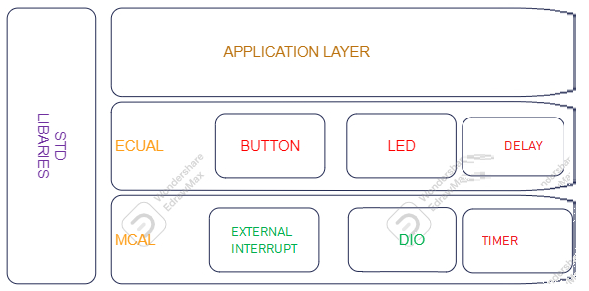 STD
LIBARIES
APPLICATION LAYER
ECUAL
BUTTON
LED
DELAY
MCAL
EXTERNAL
INTERRUPT
DIO
TIMER
Wondershare
EdrawMax
Wondershare
EdrawMax